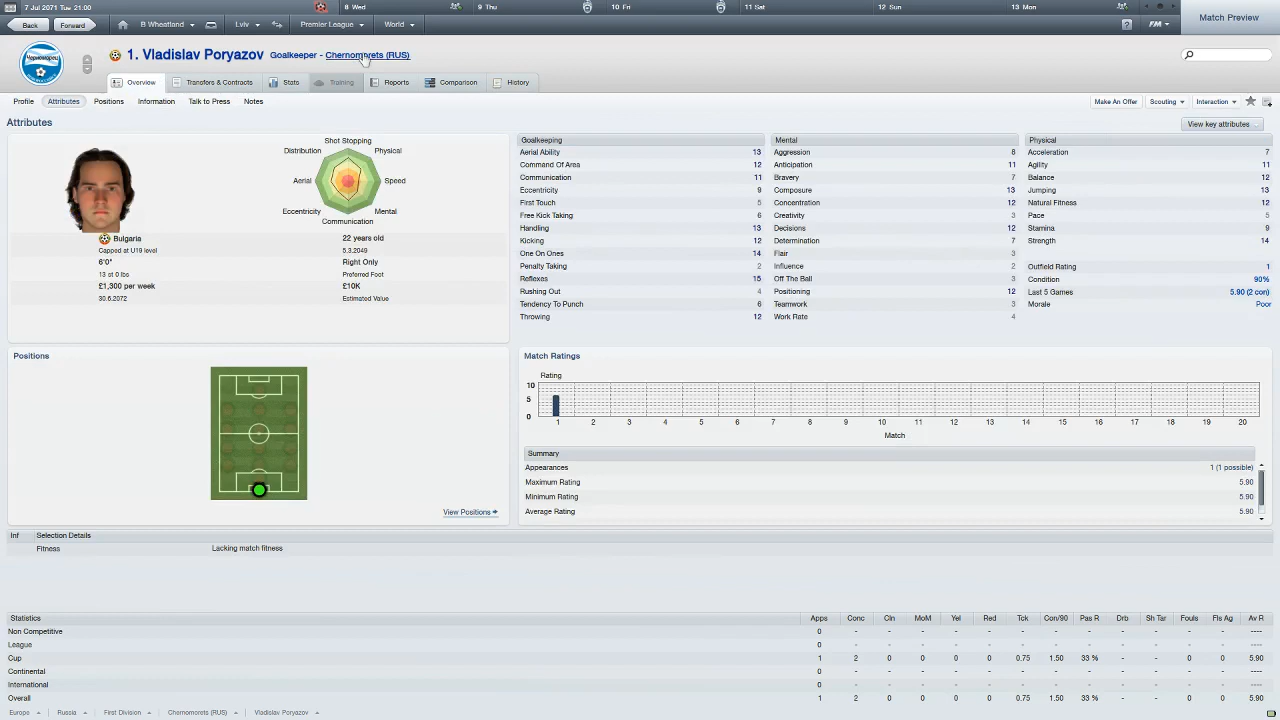 7 Jul 2071 Tue 21:00
8 Wed
9 Thu
10 Fri
11 Sat
12 Sun
13 Mon
Match Preview
Back
Forward
B Wheatland
Lviv
Premier League
World
FM
Черноморец
1. Vladislav Poryazov
Goalkeeper - Chernomorets (RUS)
Overview
Transfers & Contracts
Stats
Training
Reports
Comparison
History
Profile
Attributes
Positions
Information
Talk to Press
Notes
Make An Offer
Scouting
Interaction
Attributes
View key attributes
Shot Stopping
Distribution
Physical
Aerial
Speed
Eccentricity
Mental
Communication
Bulgaria
22 years old
Capped at U19 level
5.3.2049
6'0"
Right Only
13 st 0 lbs
Preferred Foot
£1,300 per week
£10K
30.6.2072
Estimated Value
Goalkeeping
Aerial Ability 13
Command Of Area 12
Communication 11
Eccentricity 9
First Touch 5
Free Kick Taking 6
Handling 13
Kicking 12
One On Ones 14
Penalty Taking 2
Reflexes 15
Rushing Out 4
Tendency To Punch 6
Throwing 12
Mental
Aggression 8
Anticipation 11
Bravery 7
Composure 13
Concentration 12
Creativity 3
Decisions 12
Determination 7
Flair 3
Influence 2
Off The Ball 3
Positioning 12
Teamwork 3
Work Rate 4
Physical
Acceleration 7
Agility 11
Balance 12
Jumping 13
Natural Fitness 12
Pace 5
Stamina 9
Strength 14
Outfield Rating 1
Condition 90%
Last 5 Games 5.90 (2 con)
Morale Poor
Positions
View Positions
Match Ratings
Rating
10
5
0
1 2 3 4 5 6 7 8 9 10 11 12 13 14 15 16 17 18 19 20
Match
Summary
Appearances 1 (1 possible)
Maximum Rating 5.90
Minimum Rating 5.90
Average Rating 5.90
Inf Selection Details
Fitness Lacking match fitness
Statistics Apps Conc Cln MoM Yel Red Tck Con/90 Pas R Drb Sh Tar Fouls Fls Ag Av R
Non Competitive 0 - - - - - - - - - - - - ----
League 0 - - - - - - - - - - - - ----
Cup 1 2 0 0 0 0 0.75 1.50 33 % - - 0 0 5.90
Continental 0 - - - - - - - - - - - - ----
International 0 - - - - - - - - - - - - ----
Overall 1 2 0 0 0 0 0.75 1.50 33 % - - 0 0 5.90
Europe
Russia
First Division
Chernomorets (RUS)
Vladislav Poryazov